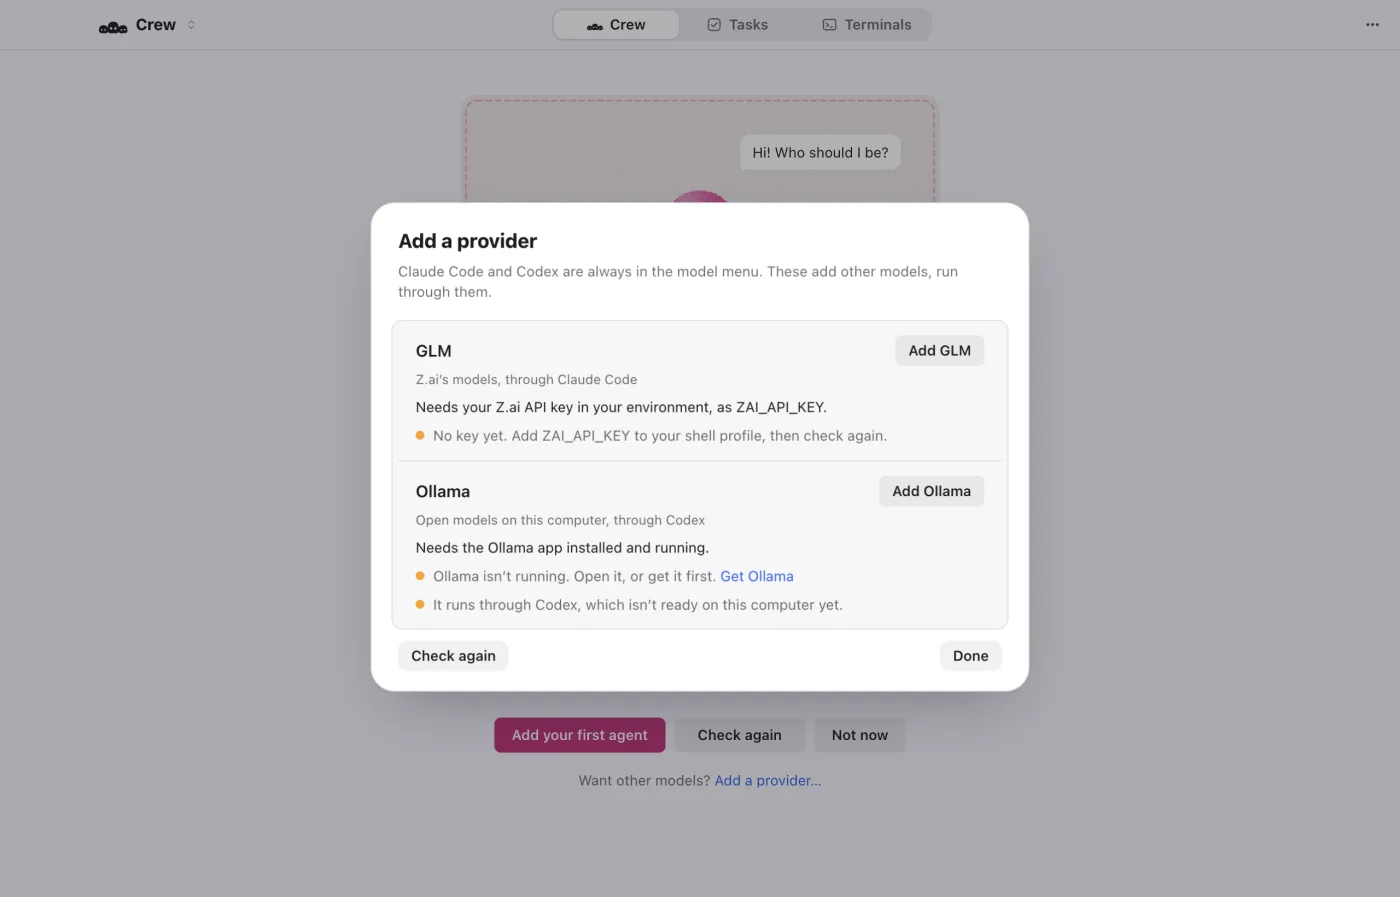 Crew
Crew
Tasks
Terminals
Hi! Who should I be?
Add a provider
Claude Code and Codex are always in the model menu. These add other models, run
through them.
GLM
Add GLM
Z.ai's models, through Claude Code
Needs your Z.ai API key in your environment, as ZAI_API_KEY.
No key yet. Add ZAI_API_KEY to your shell profile, then check again.
Ollama
Add Ollama
Open models on this computer, through Codex
Needs the Ollama app installed and running.
Ollama isn’t running. Open it, or get it first. Get Ollama
It runs through Codex, which isn’t ready on this computer yet.
Check again
Done
Add your first agent
Check again
Not now
Want other models? Add a provider...